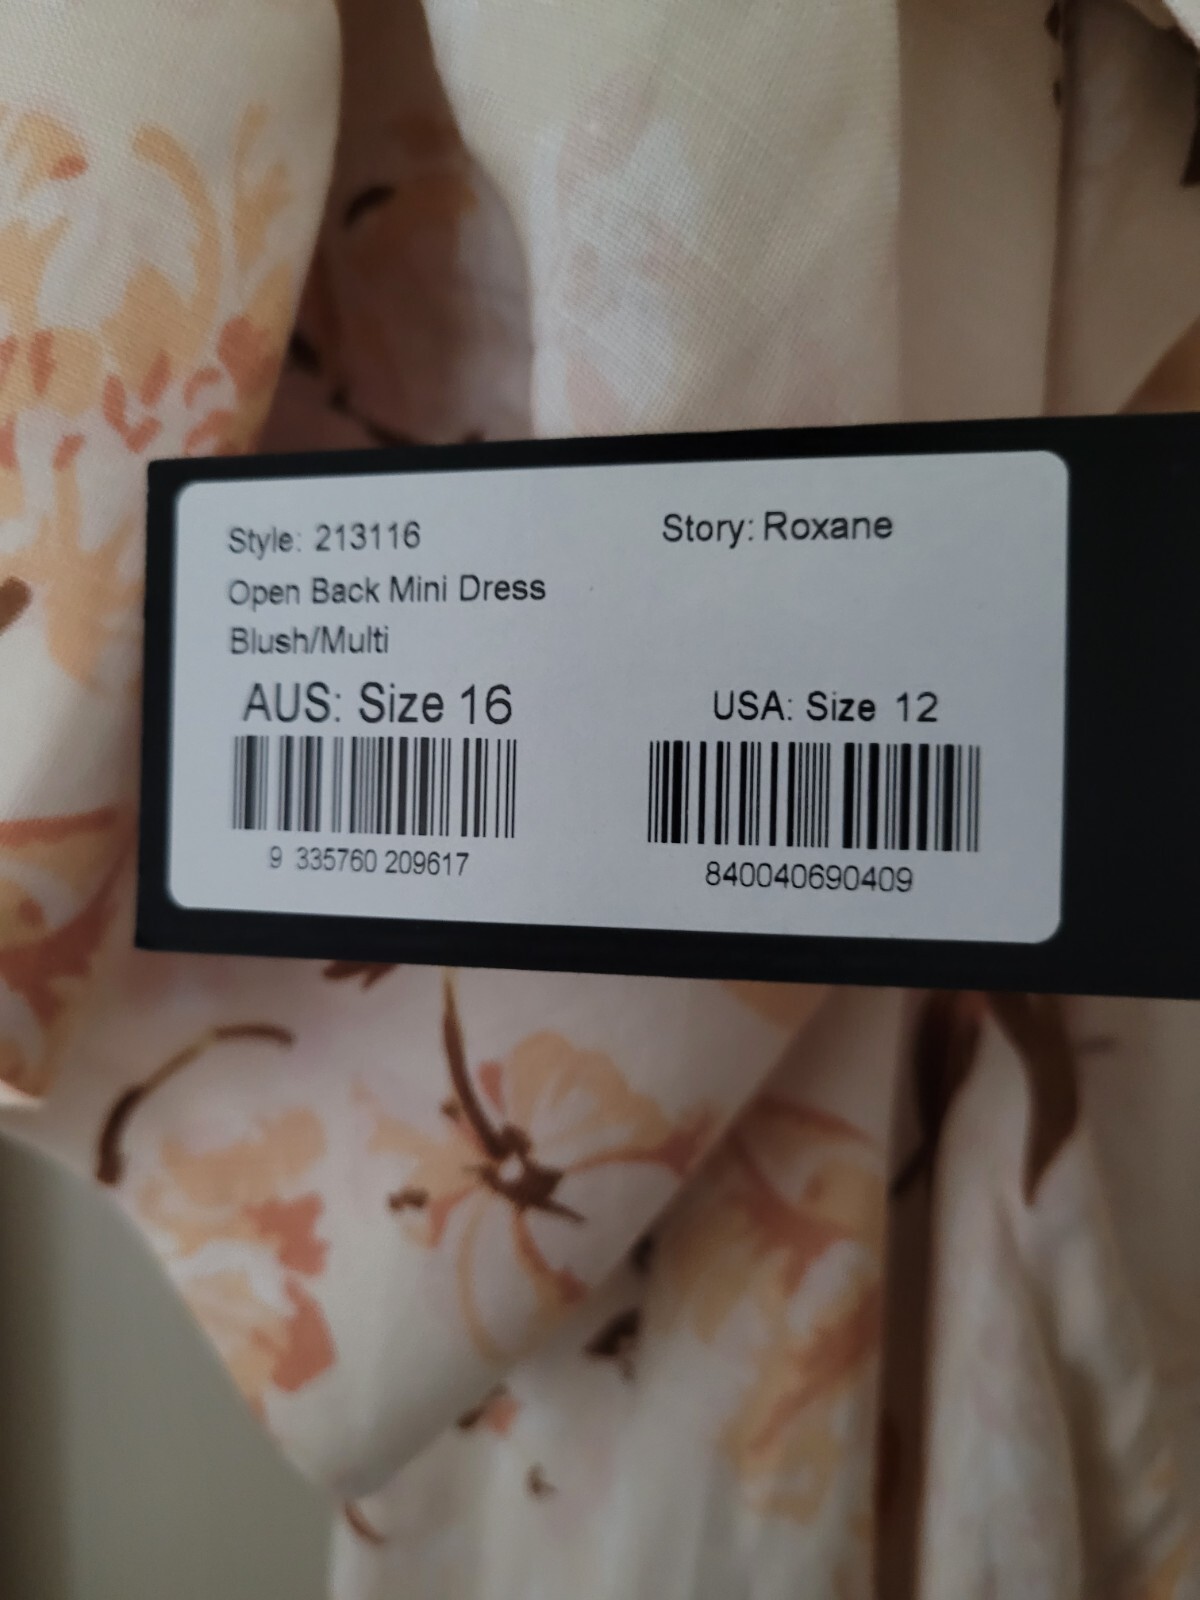 Style: 213116
Story: Roxane
Open Back Mini Dress
Blush/Multi
AUS: Size 16
USA: Size 12
9 335760 209617
840040690409